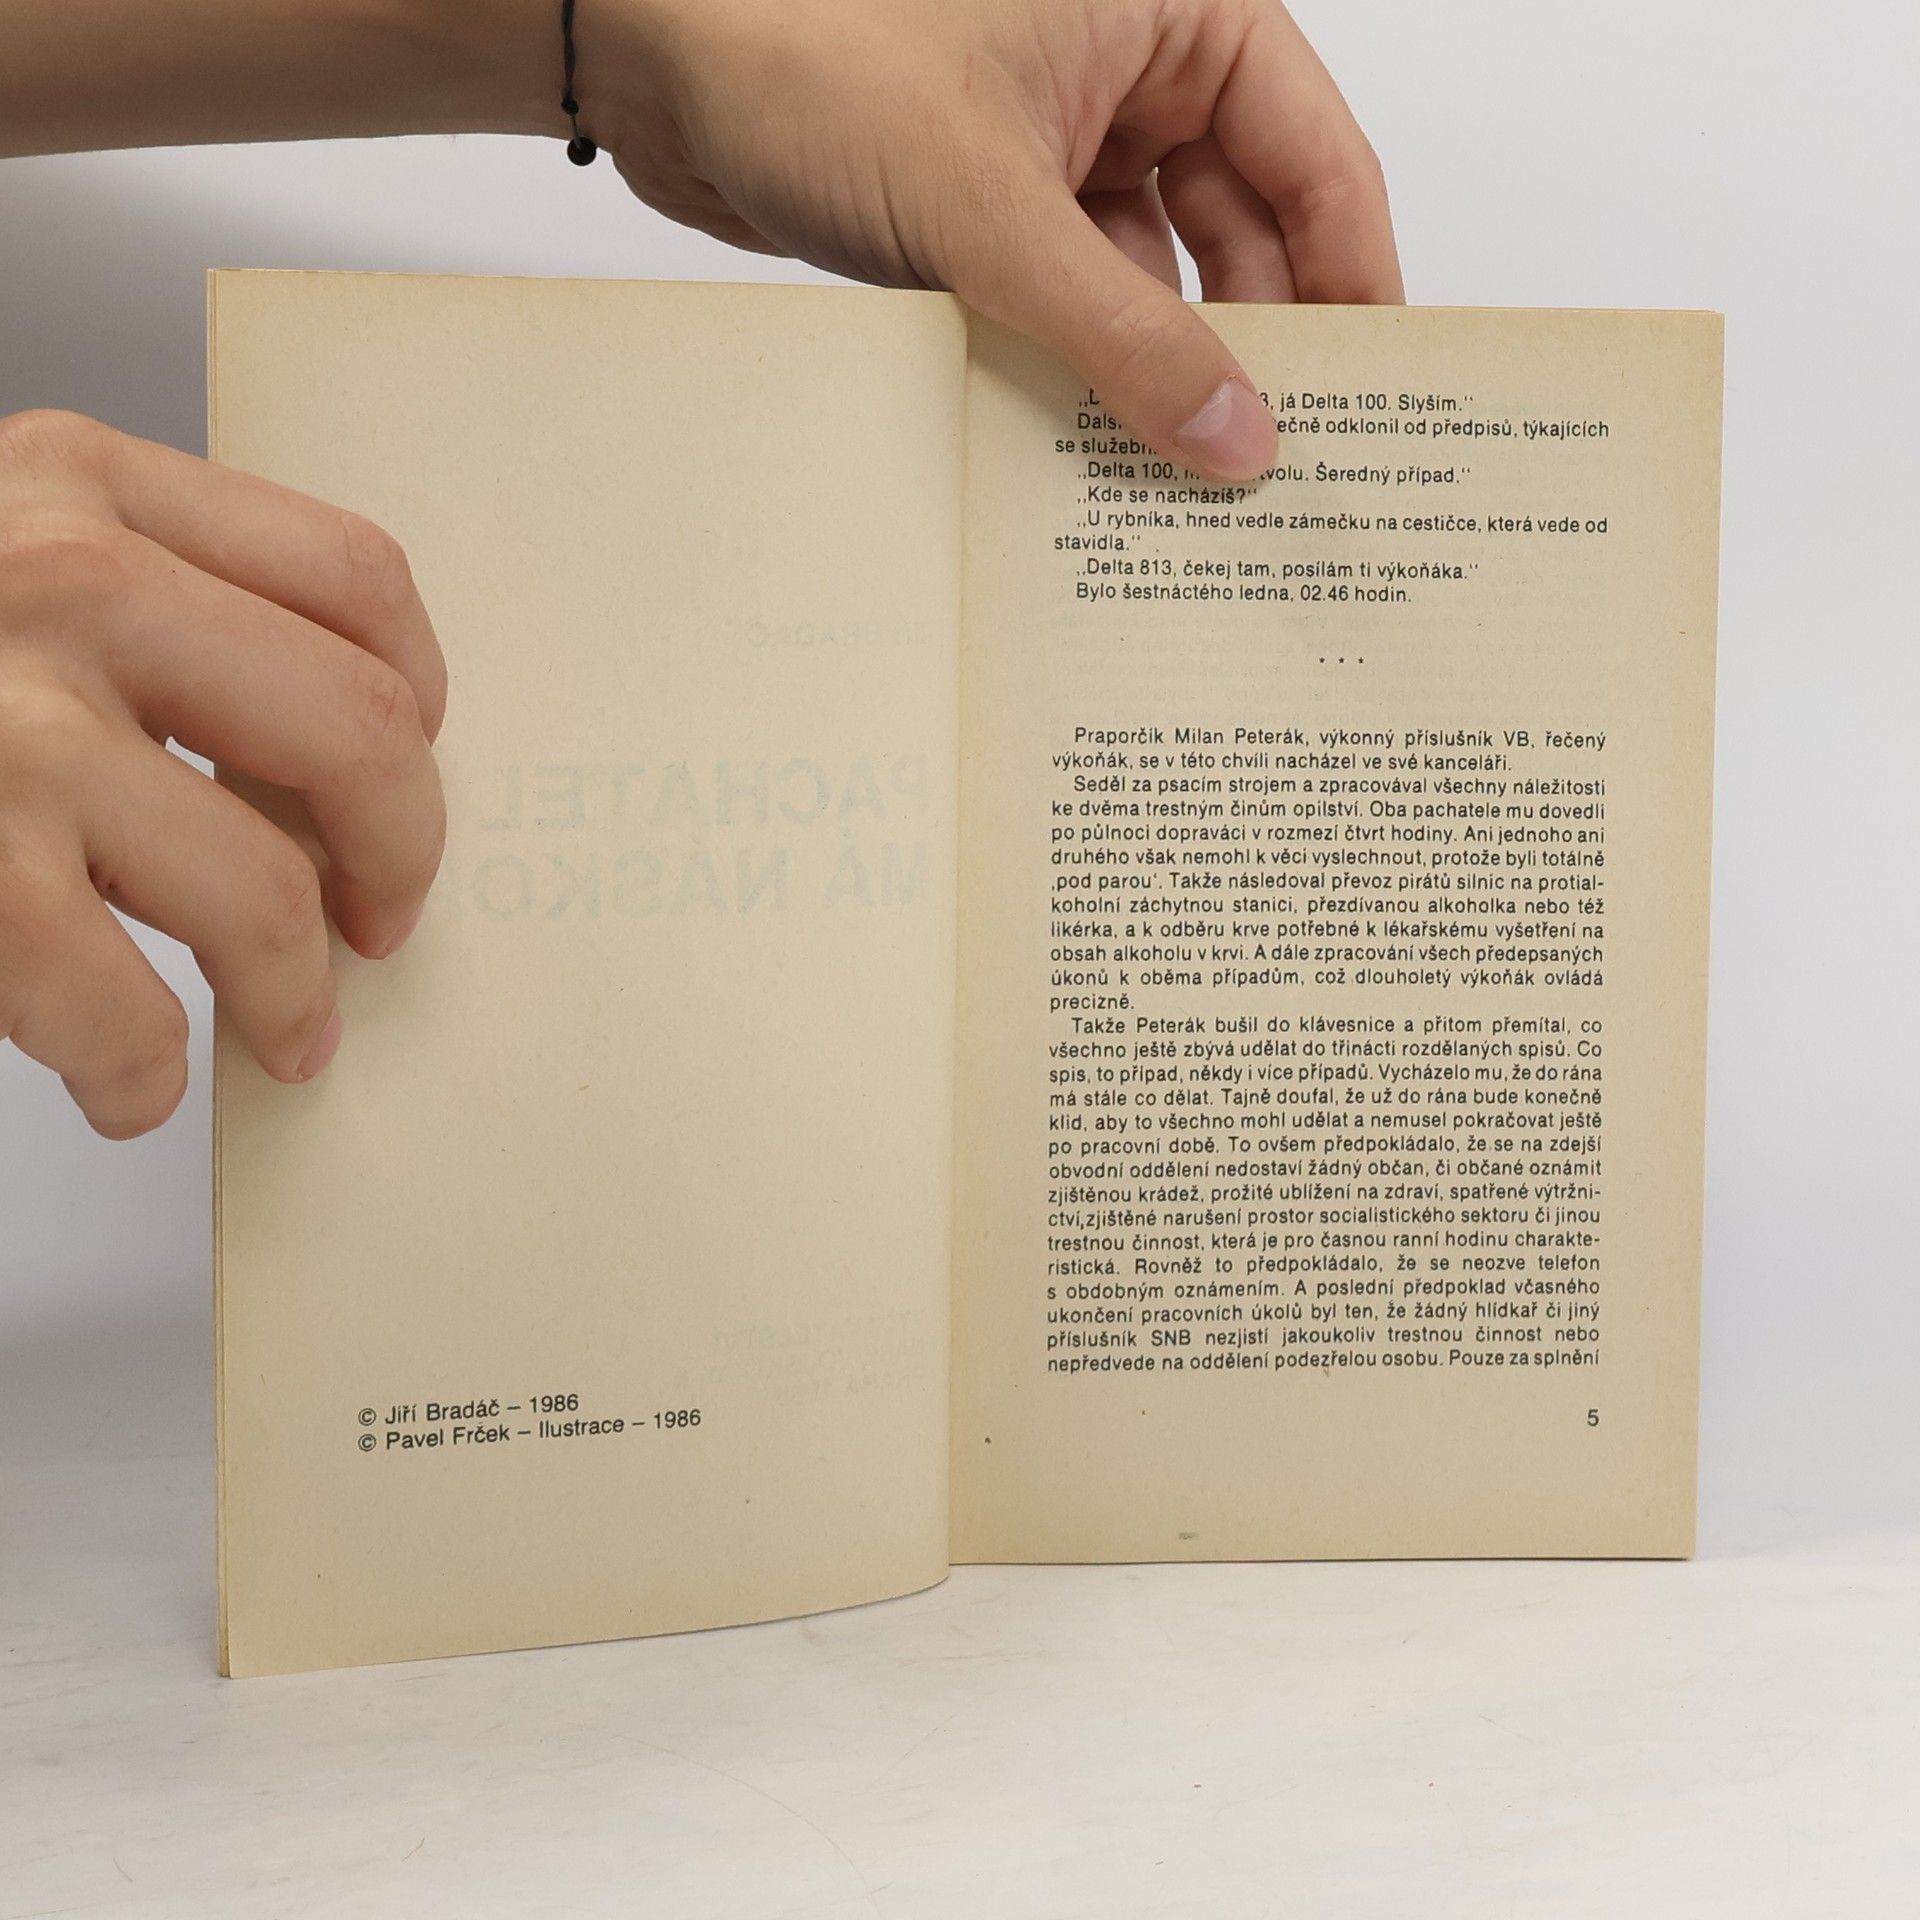 © Jiří Bradáč – 1986
© Pavel Frček – Ilustrace – 1986
já Delta 100. Slyším."
odklonil od předpisů, týkajících
se
„Delta 100, Šeredný případ."
„Kde se nacházíš?"
„U rybníka, hned vedle zámečku na cestičce, která vede od
stavidla."
„Delta 813, čekej tam, posílám ti výkoňáka."
Bylo šestnáctého ledna, 02.46 hodin.
* * *
Praporčík Milan Peterák, výkonný příslušník VB, řečený
výkoňák, se v této chvíli nacházel ve své kanceláři.
Seděl za psacím strojem a zpracovával všechny náležitosti
ke dvěma trestným činům opilství. Oba pachatele mu dovedli
po půlnoci dopraváci v rozmezí čtvrt hodiny. Ani jednoho ani
druhého však nemohl k věci vyslechnout, protože byli totálně
‚pod parou'. Takže následoval převoz pirátů silnic na protial-
koholní záchytnou stanici, přezdívanou alkoholka nebo též
likérka, a k odběru krve potřebné k lékařskému vyšetření na
obsah alkoholu v krvi. A dále zpracování všech předepsaných
úkonů k oběma případům, což dlouholetý výkoňák ovládá
precizně.
Takže Peterák bušil do klávesnice a přitom přemítal, co
všechno ještě zbývá udělat do třinácti rozdělaných spisů. Co
spis, to případ, někdy i více případů. Vycházelo mu, že do rána
má stále co dělat. Tajně doufal, že už do rána bude konečně
klid, aby to všechno mohl udělat a nemusel pokračovat ještě
po pracovní době. To ovšem předpokládalo, že se na zdejší
obvodní oddělení nedostaví žádný občan, či občané oznámit
zjištěnou krádež, prožité ublížení na zdraví, spatřené výtržni-
ctví,zjištěné narušení prostor socialistického sektoru či jinou
trestnou činnost, která je pro časnou ranní hodinu charakte-
ristická. Rovněž to předpokládalo, že se neozve telefon
s obdobným oznámením. A poslední předpoklad včasného
ukončení pracovních úkolů byl ten, že žádný hlídkař či jiný
příslušník SNB nezjistí jakoukoliv trestnou činnost nebo
nepředvede na oddělení podezřelou osobu. Pouze za splnění
5